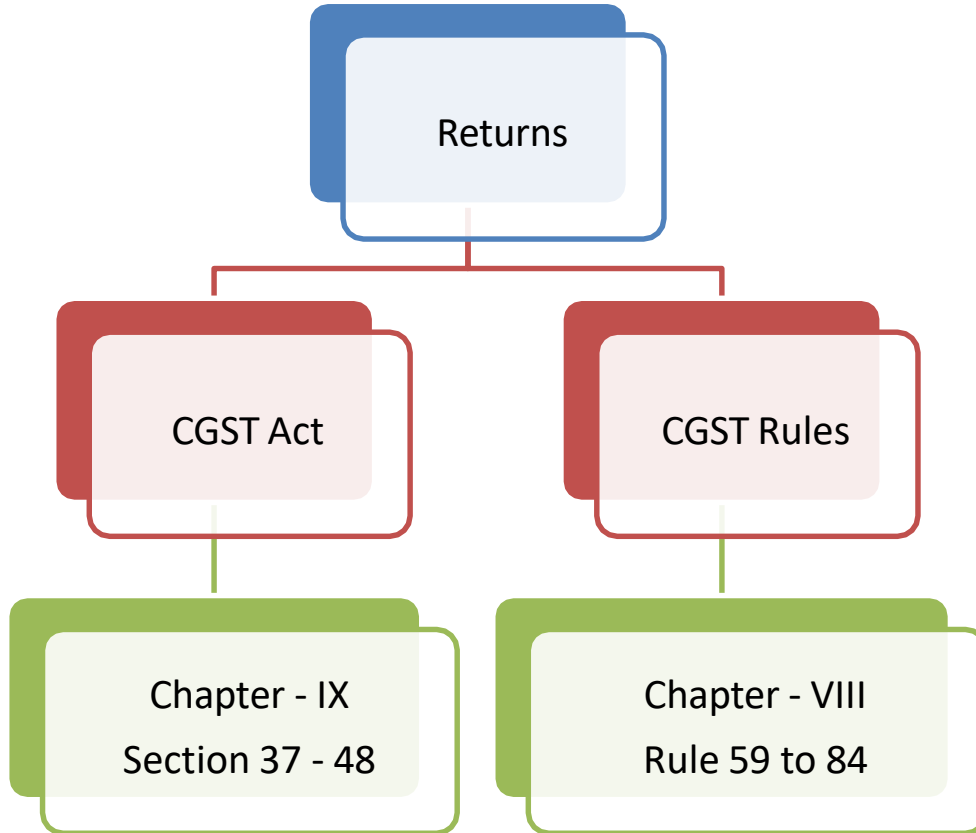 Returns
CGST Act
CGST Rules
Chapter - IX
Section 37 - 48
Chapter - VIII
Rule 59 to 84